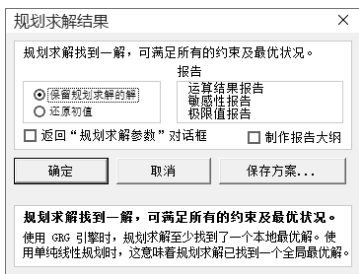 规划求解结果
规划求解找到一解，可满足所有的约束及最优状况。
报告
保留规划求解的解
还原初值
运算结果报告
敏感性报告
极限值报告
返回“规划求解参数”对话框
制作报告大纲
确定
取消
保存方案...
规划求解找到一解，可满足所有的约束及最优状况。
使用 GRG 引擎时，规划求解至少找到了一个本地最优解。使
用单纯线性规划时，这意味着规划求解已找到一个全局最优解。